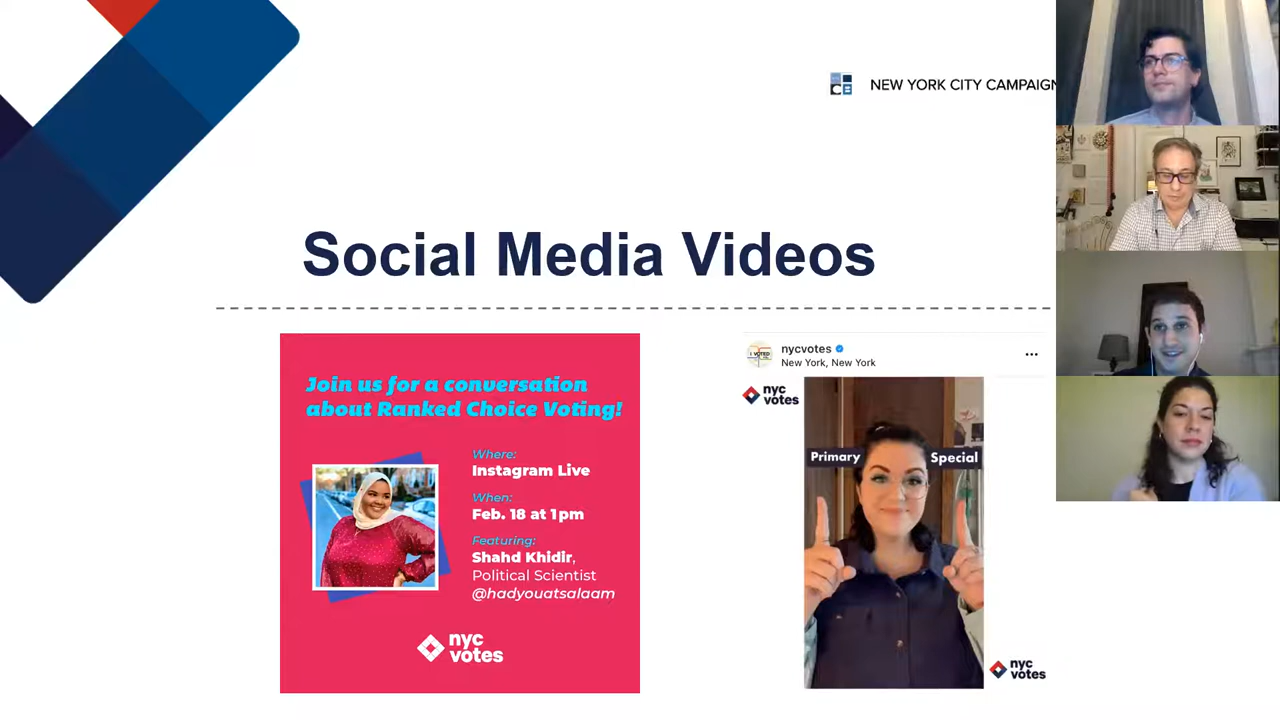 NEW YORK CITY CAMPAIGN
Social Media Videos
Join us for a conversation
about Ranked Choice Voting!
Where:
Instagram Live
When:
Feb. 18 at 1pm
Featuring:
Shahd Khidir,
Political Scientist
@hadyouatsalaam
nyc
votes
nycvotes
New York, New York
nyc
votes
Primary
Special
nyc
votes